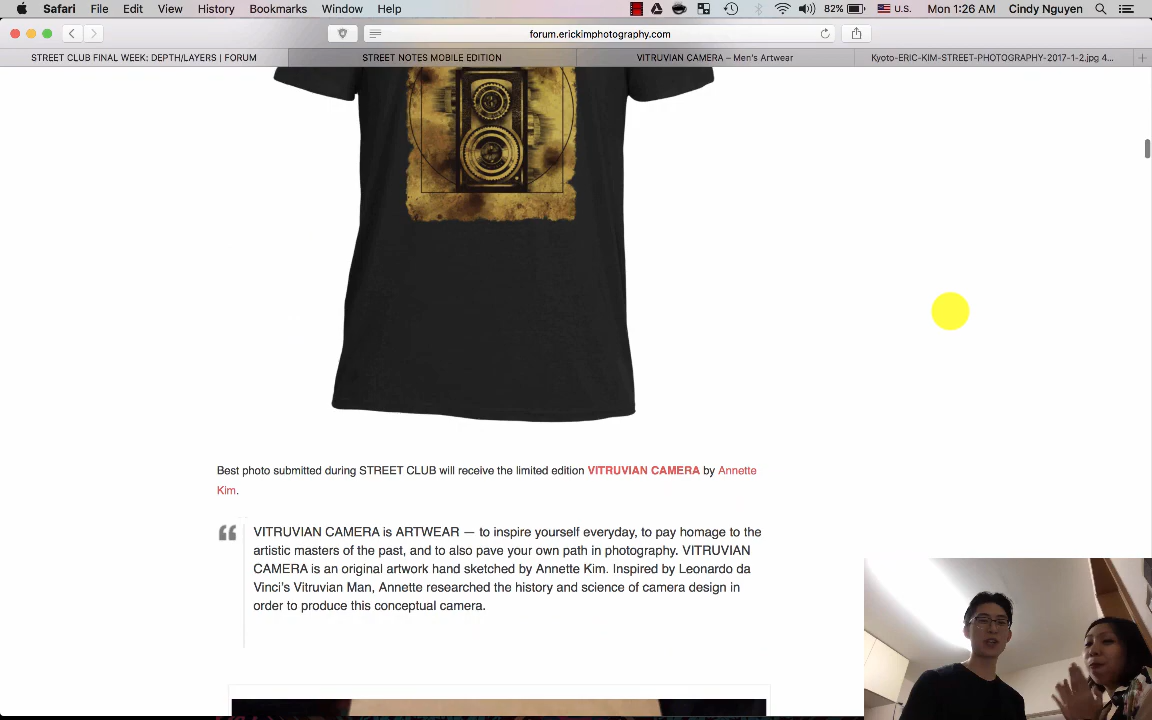 Safari File Edit View History Bookmarks Window Help 82% U.S. Mon 1:26 AM Cindy Nguyen
forum.erickimphotography.com
STREET CLUB FINAL WEEK: DEPTH/LAYERS | FORUM STREET NOTES MOBILE EDITION VITRUVIAN CAMERA – Men's Artwear Kyoto-ERIC-KIM-STREET-PHOTOGRAPHY-2017-1-2.jpg 4...
Best photo submitted during STREET CLUB will receive the limited edition VITRUVIAN CAMERA by Annette
Kim.
VITRUVIAN CAMERA is ARTWEAR — to inspire yourself everyday, to pay homage to the
artistic masters of the past, and to also pave your own path in photography. VITRUVIAN
CAMERA is an original artwork hand sketched by Annette Kim. Inspired by Leonardo da
Vinci's Vitruvian Man, Annette researched the history and science of camera design in
order to produce this conceptual camera.